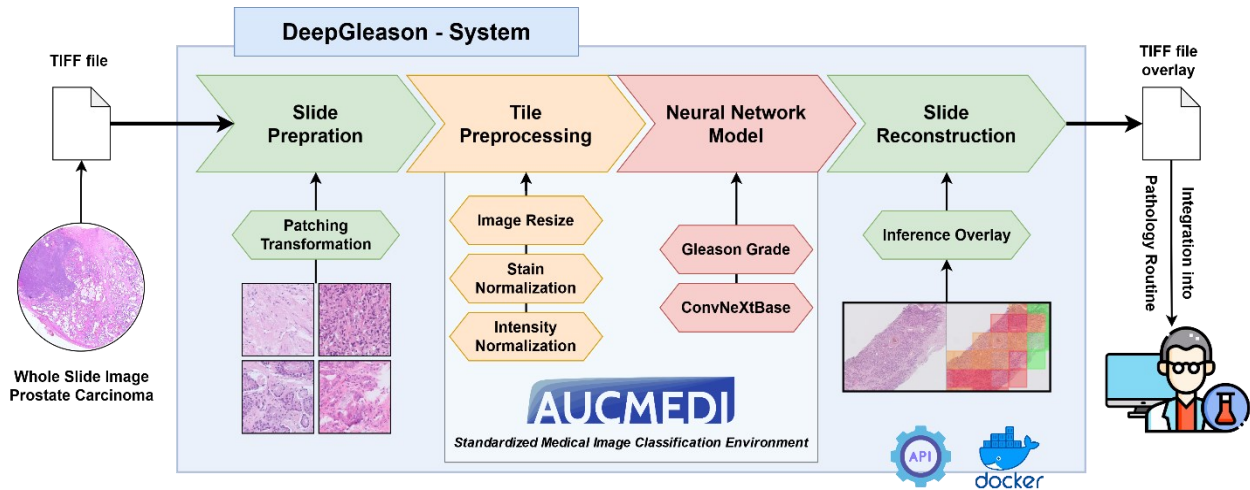 DeepGleason - System
TIFF file
Slide
Prepration
Tile
Preprocessing
Neural Network
Model
Slide
Reconstruction
TIFF file
overlay
Patching
Transformation
Image Resize
Stain
Normalization
Intensity
Normalization
Gleason Grade
ConvNeXtBase
Inference Overlay
Integration into
Pathology Routine
Whole Slide Image
Prostate Carcinoma
AUCMEDI
Standardized Medical Image Classification Environment
API
docker